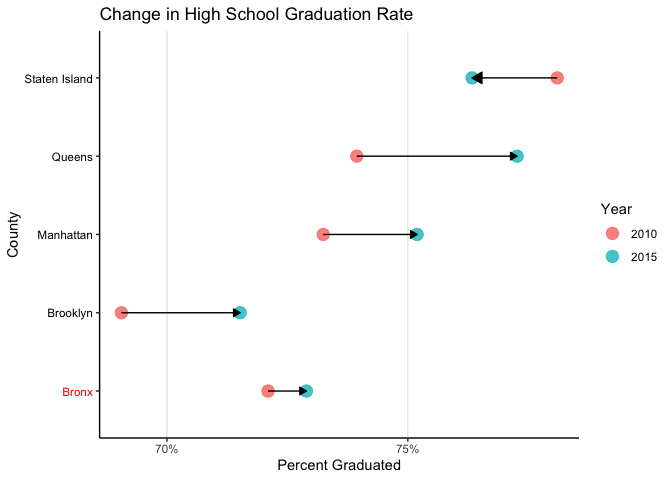 Change in High School Graduation Rate
Staten Island
Queens
Manhattan
Brooklyn
Bronx
County
70%
75%
Percent Graduated
Year
2010
2015